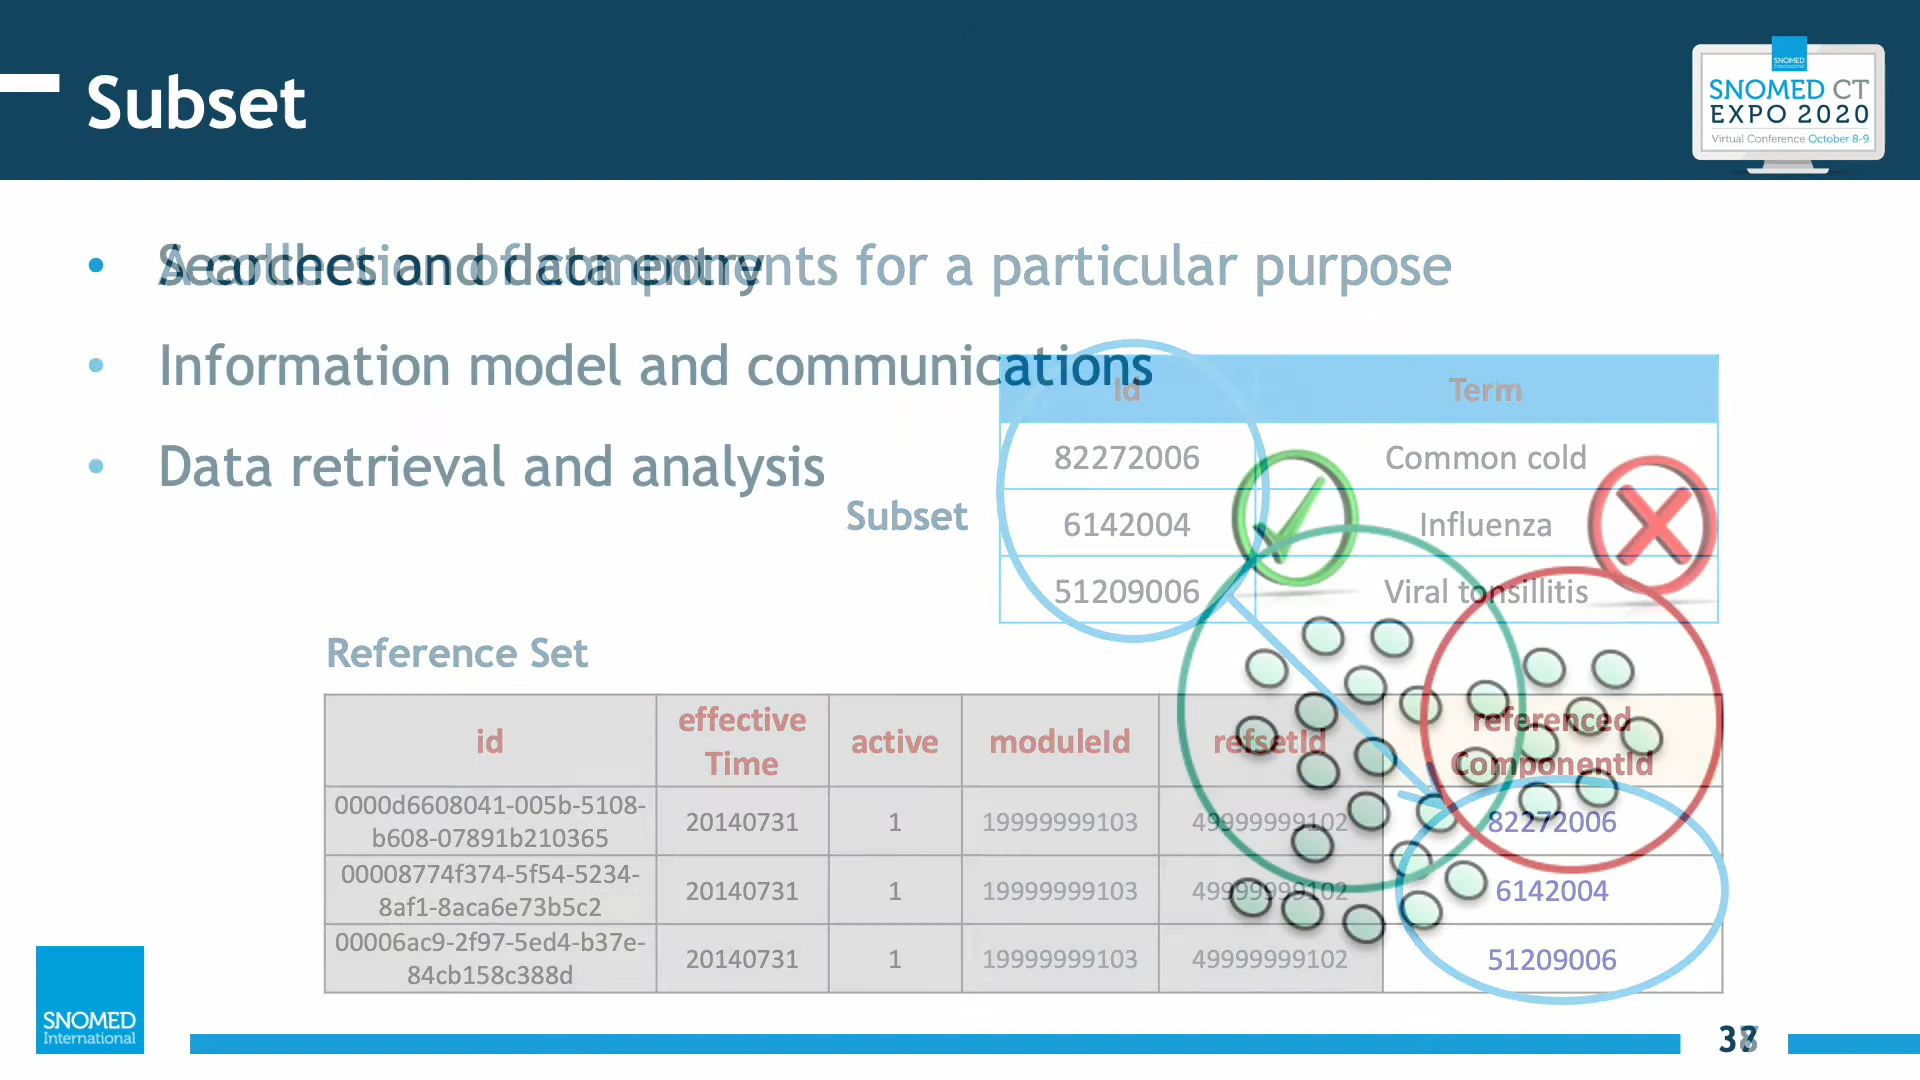 Subset
SNOMED
International
SNOMED CT
EXPO 2020
Virtual Conference October 8-9
Searches and data entry
A collection of components for a particular purpose
Information model and communications
Data retrieval and analysis
Subset
Id Term
82272006 Common cold
6142004 Influenza
51209006 Viral tonsillitis
Reference Set
id effective Time active moduleId refsetId referenced ComponentId
0000d6608041-005b-5108-
b608-07891b210365 20140731 1 19999999103 49999999102 82272006
00008774f374-5f54-5234-
8af1-8aca6e73b5c2 20140731 1 19999999103 49999999102 6142004
00006ac9-2f97-5ed4-b37e-
84cb158c388d 20140731 1 19999999103 49999999102 51209006
SNOMED
International